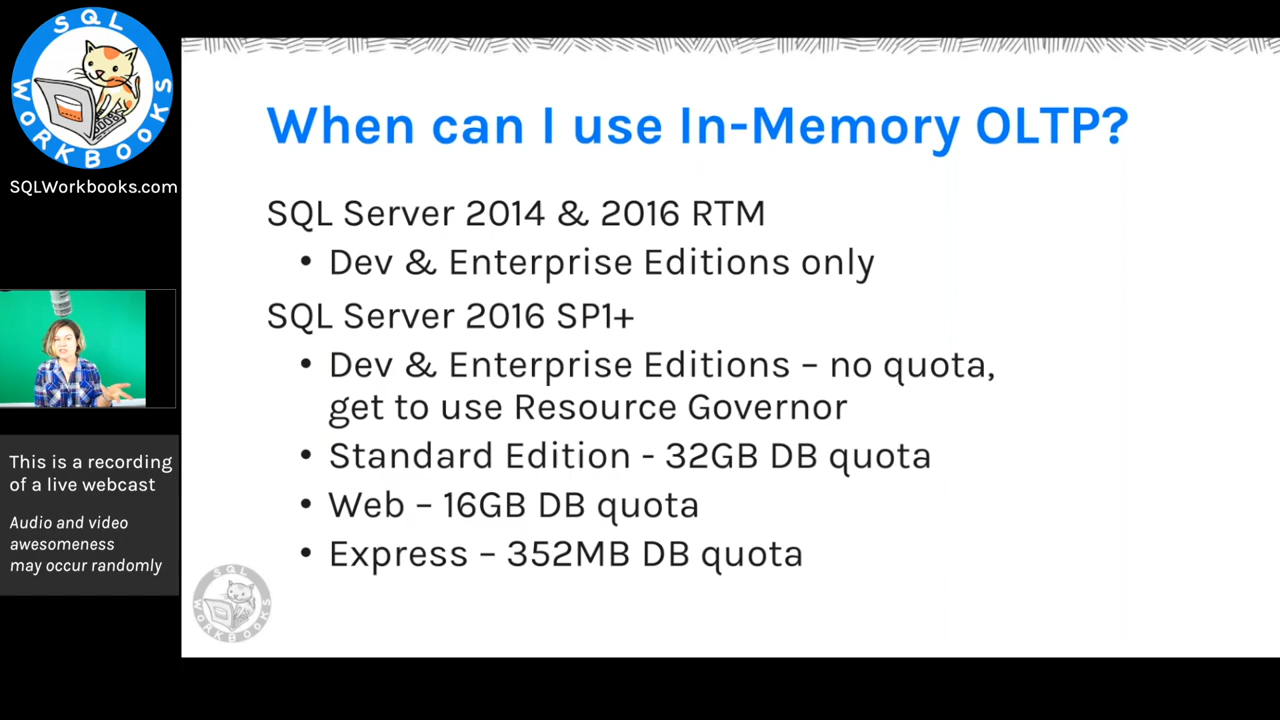 SQL
WORKBOOKS
SQLWorkbooks.com
This is a recording
of a live webcast
Audio and video
awesomeness
may occur randomly
When can I use In-Memory OLTP?
SQL Server 2014 & 2016 RTM
• Dev & Enterprise Editions only
SQL Server 2016 SP1+
• Dev & Enterprise Editions – no quota,
get to use Resource Governor
• Standard Edition - 32GB DB quota
• Web – 16GB DB quota
• Express – 352MB DB quota
SQL
WORKBOOKS